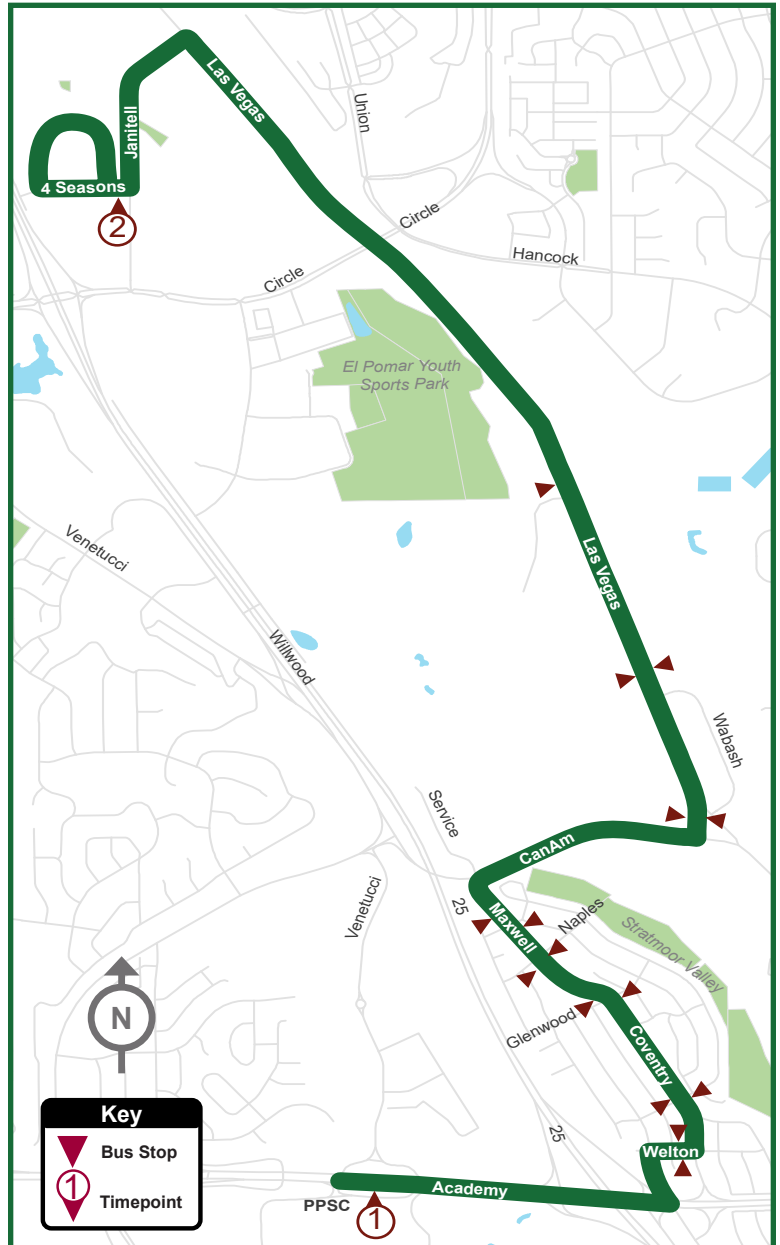 Las Vegas
Union
Janitell
4 Seasons
2
Circle
Circle
Hancock
El Pomar Youth
Sports Park
Las Vegas
Venetucci
Willwood
Wabash
Service
CanAm
25
Maxwell
Naples
Stratmoor Valley
Venetucci
Glenwood
N
Coventry
25
Welton
Key
Bus Stop
1
Timepoint
PPSC
1
Academy